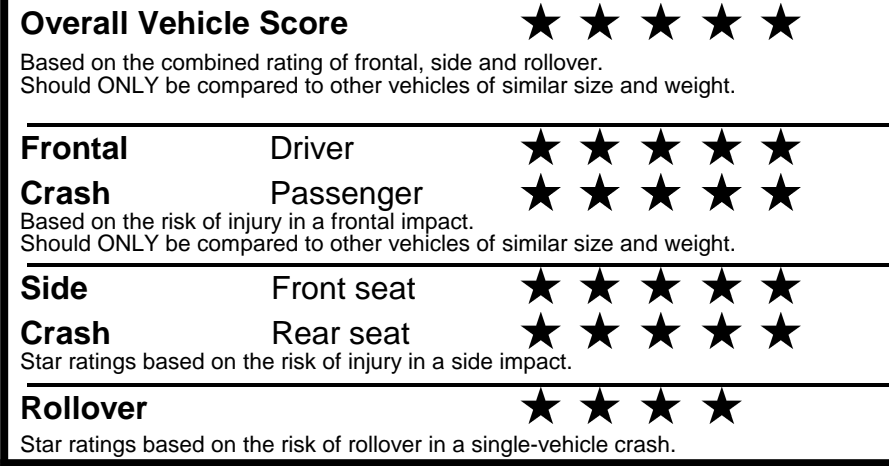 Overall Vehicle Score ★ ★ ★ ★ ★
Based on the combined rating of frontal, side and rollover.
Should ONLY be compared to other vehicles of similar size and weight.
Frontal Driver ★ ★ ★ ★ ★
Crash Passenger ★ ★ ★ ★ ★
Based on the risk of injury in a frontal impact.
Should ONLY be compared to other vehicles of similar size and weight.
Side Front seat ★ ★ ★ ★ ★
Crash Rear seat ★ ★ ★ ★ ★
Star ratings based on the risk of injury in a side impact.
Rollover ★ ★ ★ ★
Star ratings based on the risk of rollover in a single-vehicle crash.